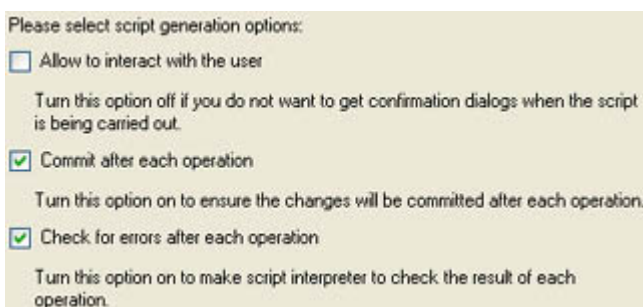 Please select script generation options:
Allow to interact with the user
Turn this option off if you do not want to get confirmation dialogs when the script
is being carried out.
Commit after each operation
Turn this option on to ensure the changes will be committed after each operation.
Check for errors after each operation
Turn this option on to make script interpreter to check the result of each
operation.